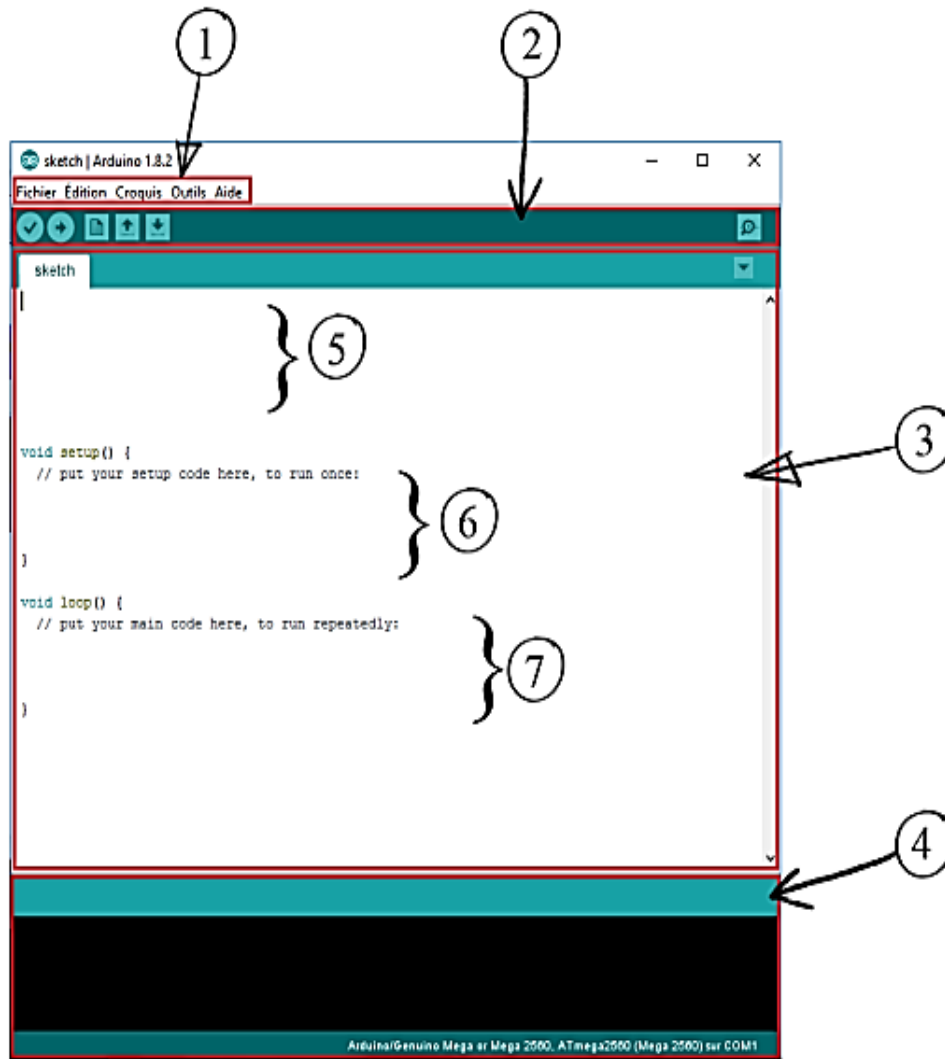 1
2
sketch | Arduino 1.8.2
Fichier Édition Croquis Outils Aide
sketch
5
3
void setup() {
// put your setup code here, to run once:
6
}
void loop() {
// put your main code here, to run repeatedly:
7
}
4
Arduino/Genuino Mega or Mega 2560, ATmega2560 (Mega 2560) sur COM1